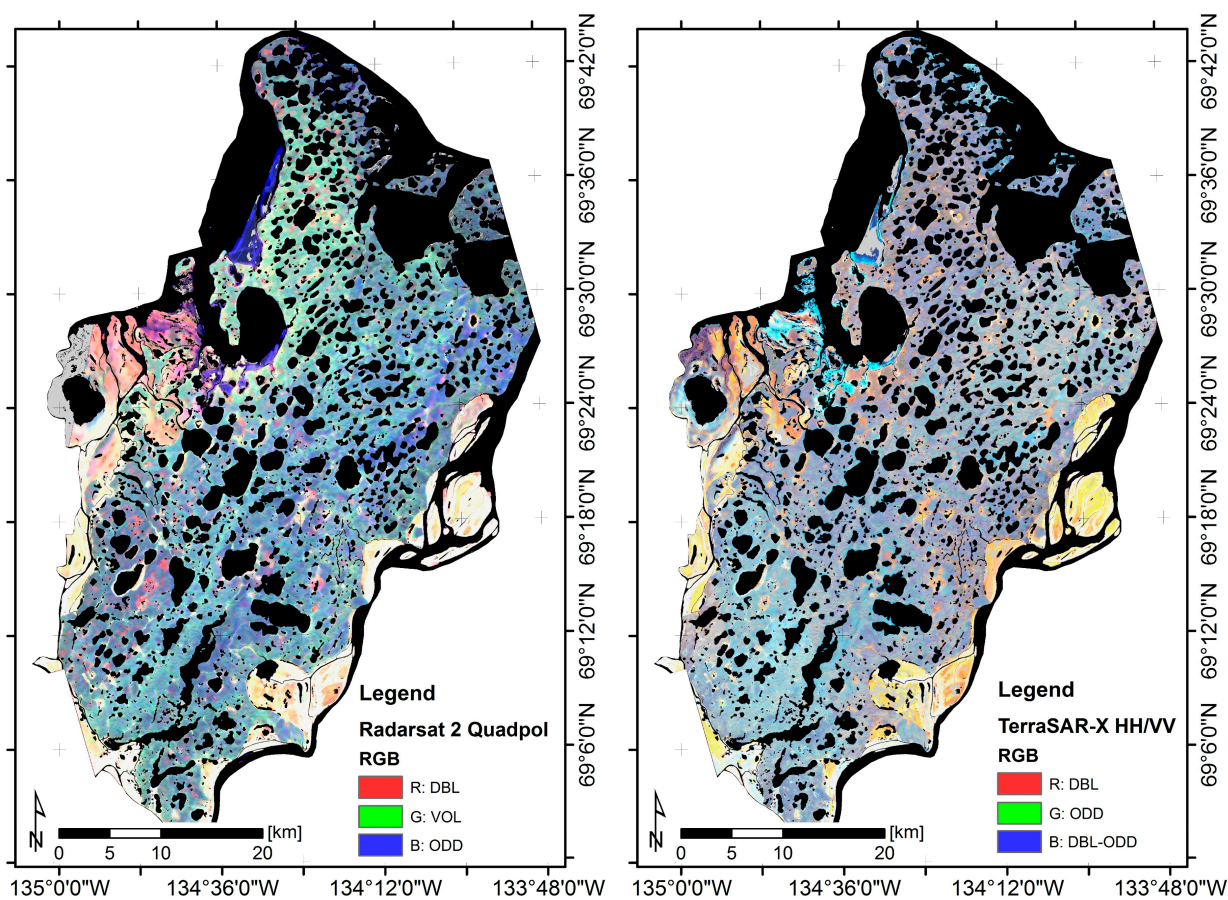 69°42'0"N
69°36'0"N
69°30'0"N
69°24'0"N
69°18'0"N
69°12'0"N
69°6'0"N
Legend
Radarsat 2 Quadpol
RGB
R: DBL
G: VOL
B: ODD
N
[km]
0 5 10 20
135°0'0"W 134°36'0"W 134°12'0"W 133°48'0"W
69°42'0"N
69°36'0"N
69°30'0"N
69°24'0"N
69°18'0"N
69°12'0"N
69°6'0"N
Legend
TerraSAR-X HH/VV
RGB
R: DBL
G: ODD
B: DBL-ODD
N
[km]
0 5 10 20
135°0'0"W 134°36'0"W 134°12'0"W 133°48'0"W